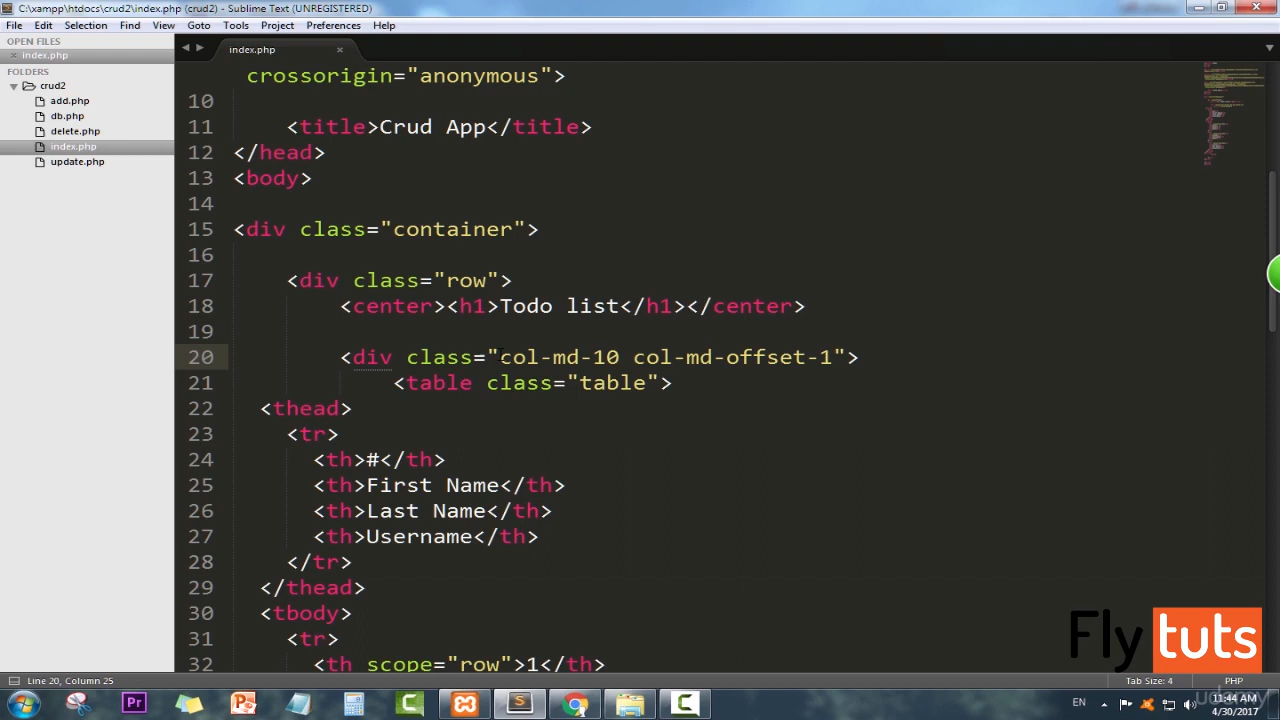 C:\xampp\htdocs\crud2\index.php (crud2) - Sublime Text (UNREGISTERED)
File Edit Selection Find View Goto Tools Project Preferences Help
OPEN FILES
index.php
FOLDERS
crud2
add.php
db.php
delete.php
index.php
update.php
index.php
crossorigin="anonymous">
10
11 <title>Crud App</title>
12 </head>
13 <body>
14
15 <div class="container">
16
17 <div class="row">
18 <center><h1>Todo list</h1></center>
19
20 <div class="col-md-10 col-md-offset-1">
21 <table class="table">
22 <thead>
23 <tr>
24 <th>#</th>
25 <th>First Name</th>
26 <th>Last Name</th>
27 <th>Username</th>
28 </tr>
29 </thead>
30 <tbody>
31 <tr>
32 <th scope="row">1</th>
Fly tuts
Line 20, Column 25
Tab Size: 4
PHP
Pr
EN
11:44 AM
4/30/2017
udemy